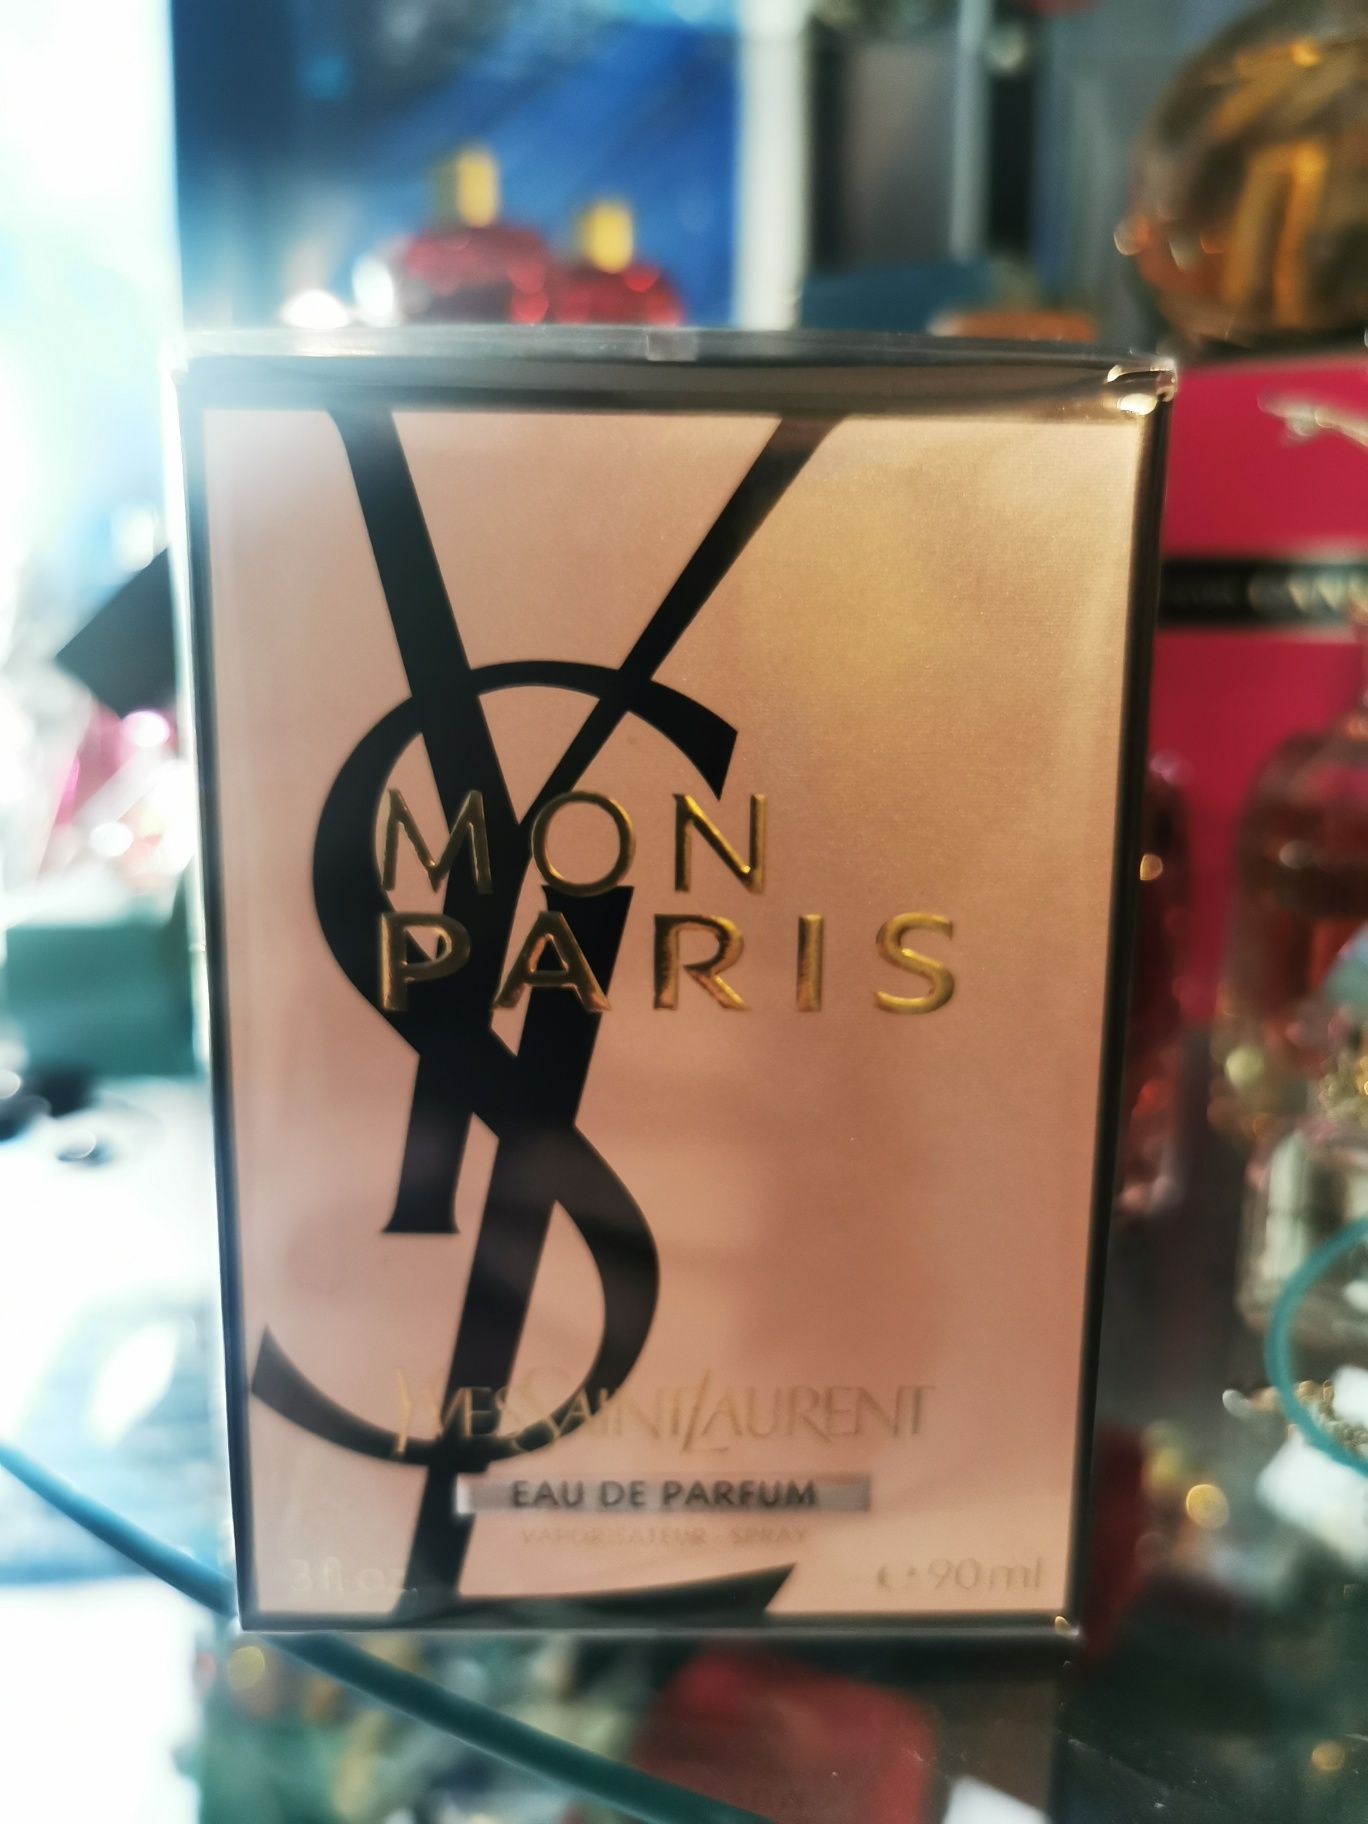 YSL
MON
PARIS
YVESSAINTLAURENT
EAU DE PARFUM
VAPORISATEUR - SPRAY
3 fl.oz. e 90 ml